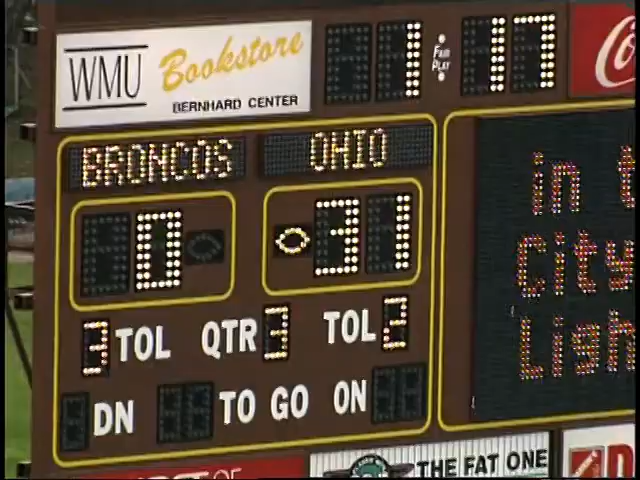 WMU Bookstore
BERNHARD CENTER
1 17
FAIR PLAY
BRONCOS OHIO
0 31
3 TOL QTR 3 TOL 2
DN TO GO ON
in
City
THE FAT ONE